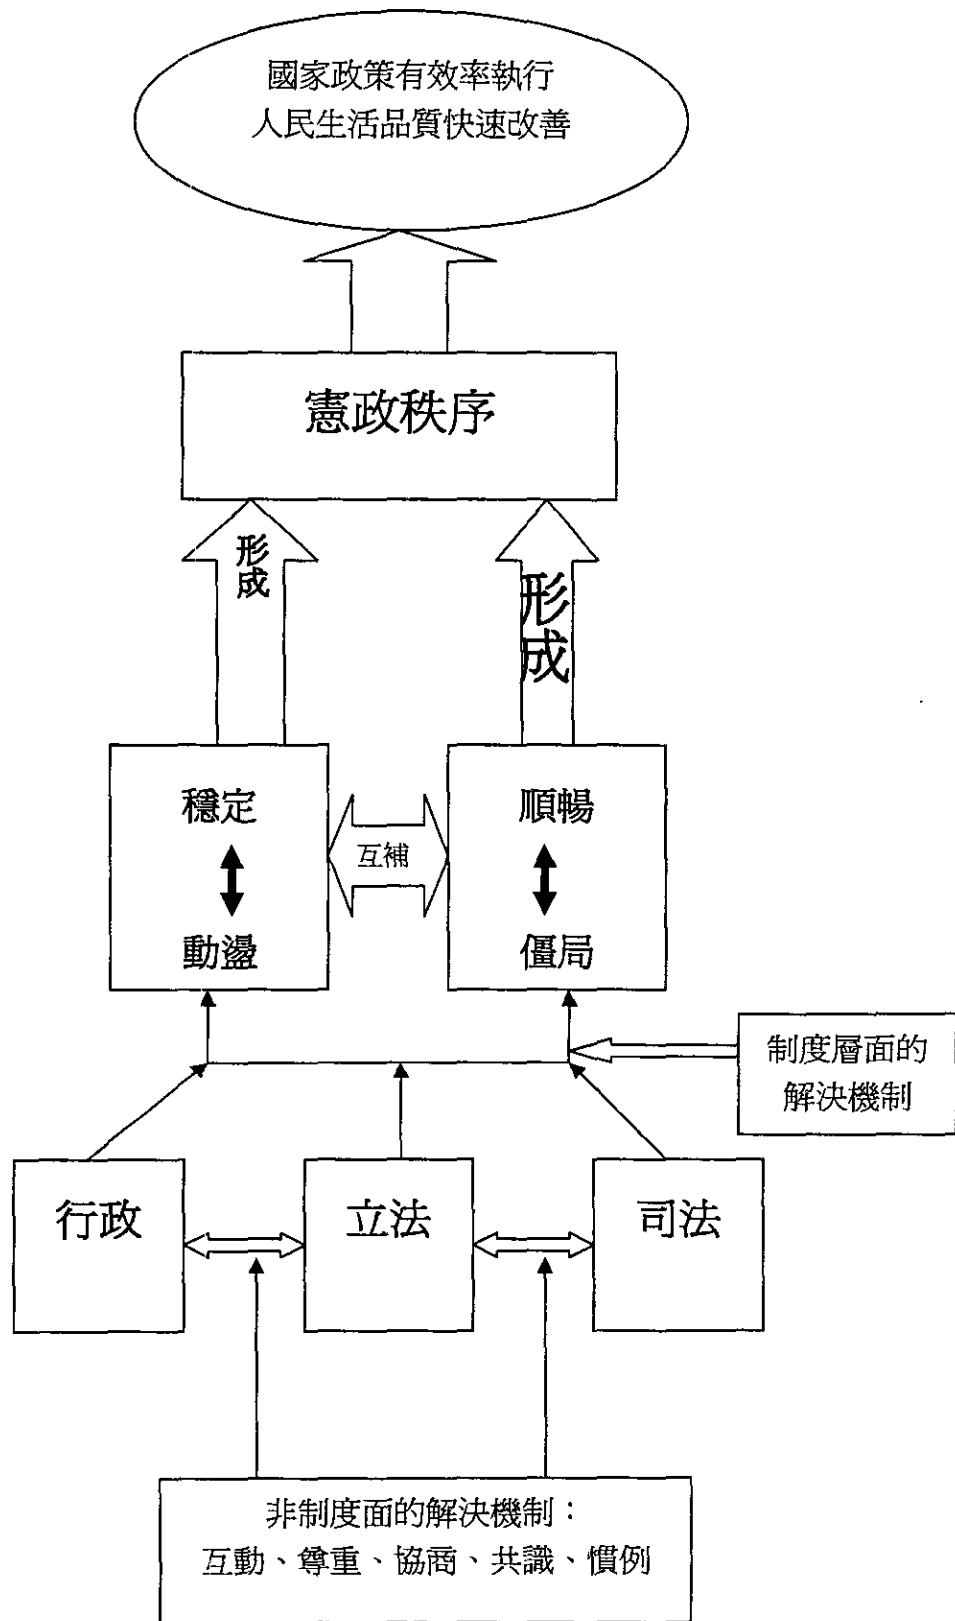 國家政策有效率執行
人民生活品質快速改善
憲政秩序
形成
形成
穩定
動盪
互補
順暢
僵局
制度層面的
解決機制
行政
立法
司法
非制度面的解決機制：
互動、尊重、協商、共識、慣例